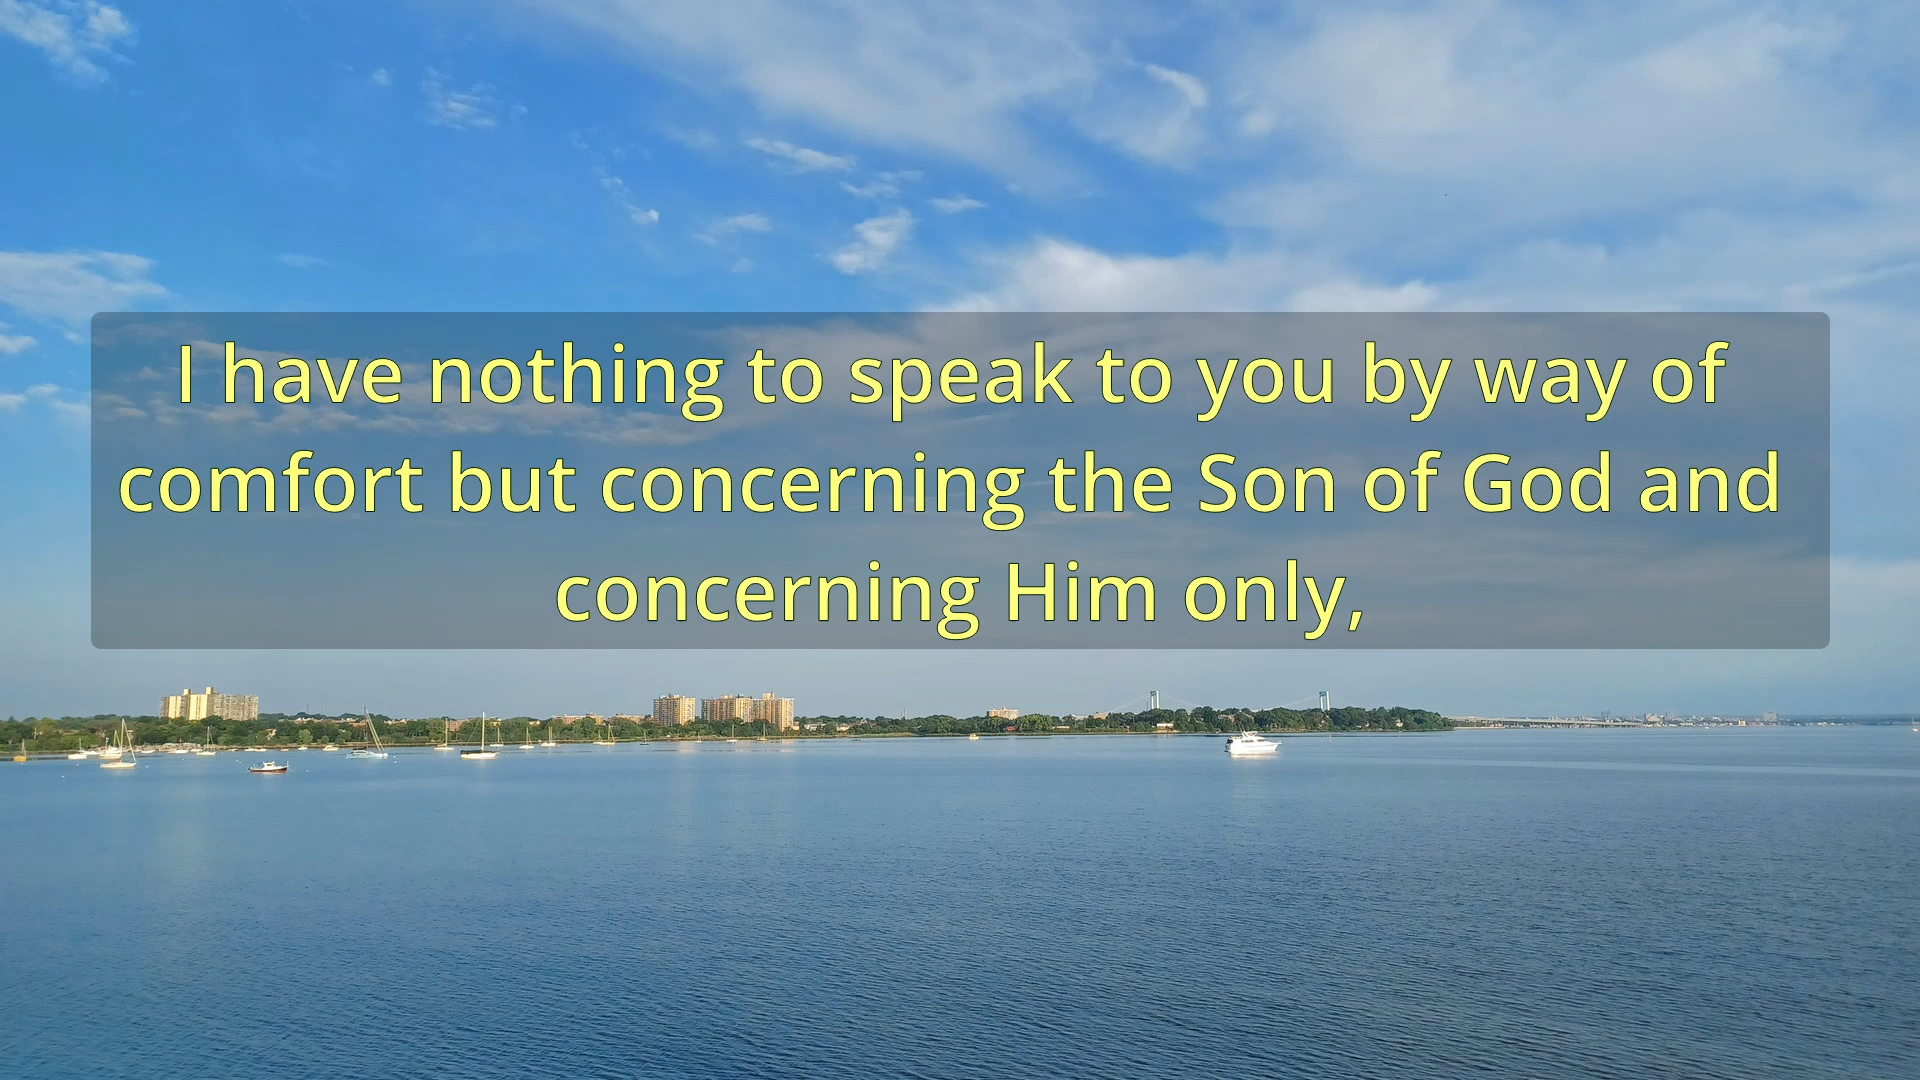 I have nothing to speak to you by way of
comfort but concerning the Son of God and
concerning Him only,